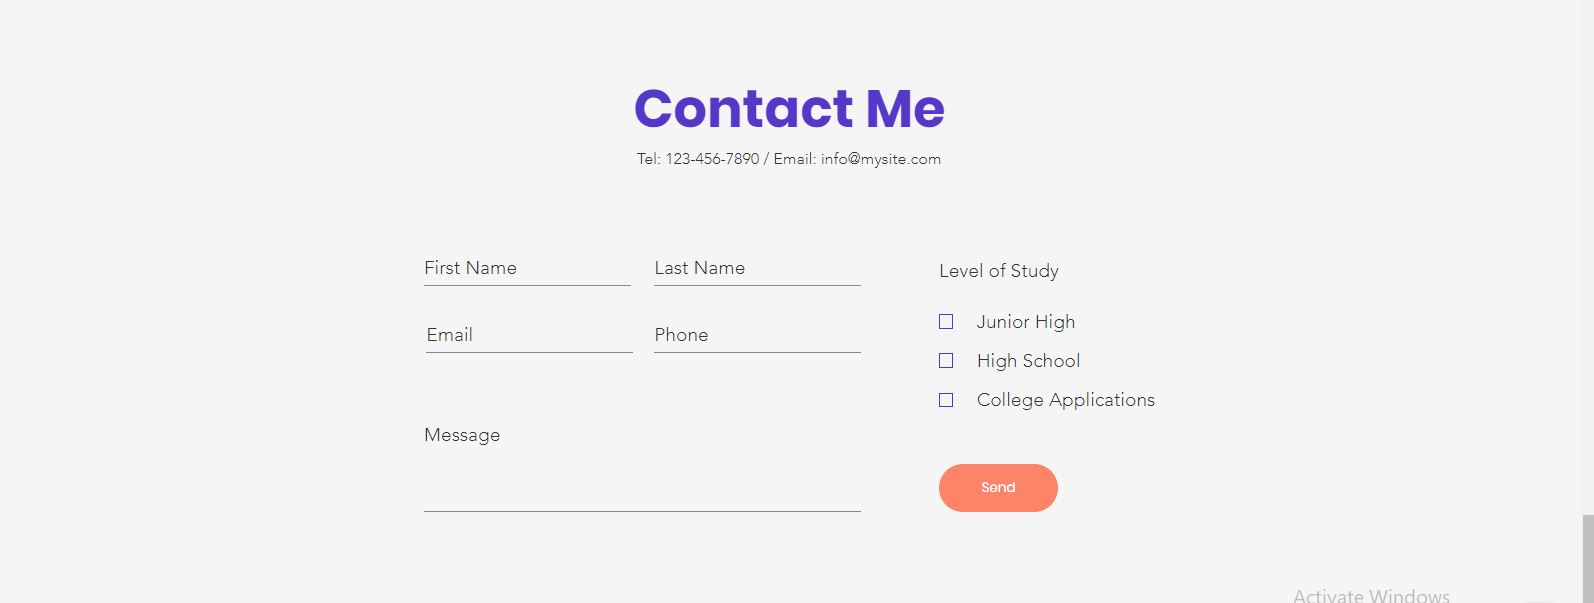 Contact Me
Tel: 123-456-7890 / Email: info@mysite.com
First Name
Last Name
Email
Phone
Message
Level of Study
Junior High
High School
College Applications
Send
Activate Windows